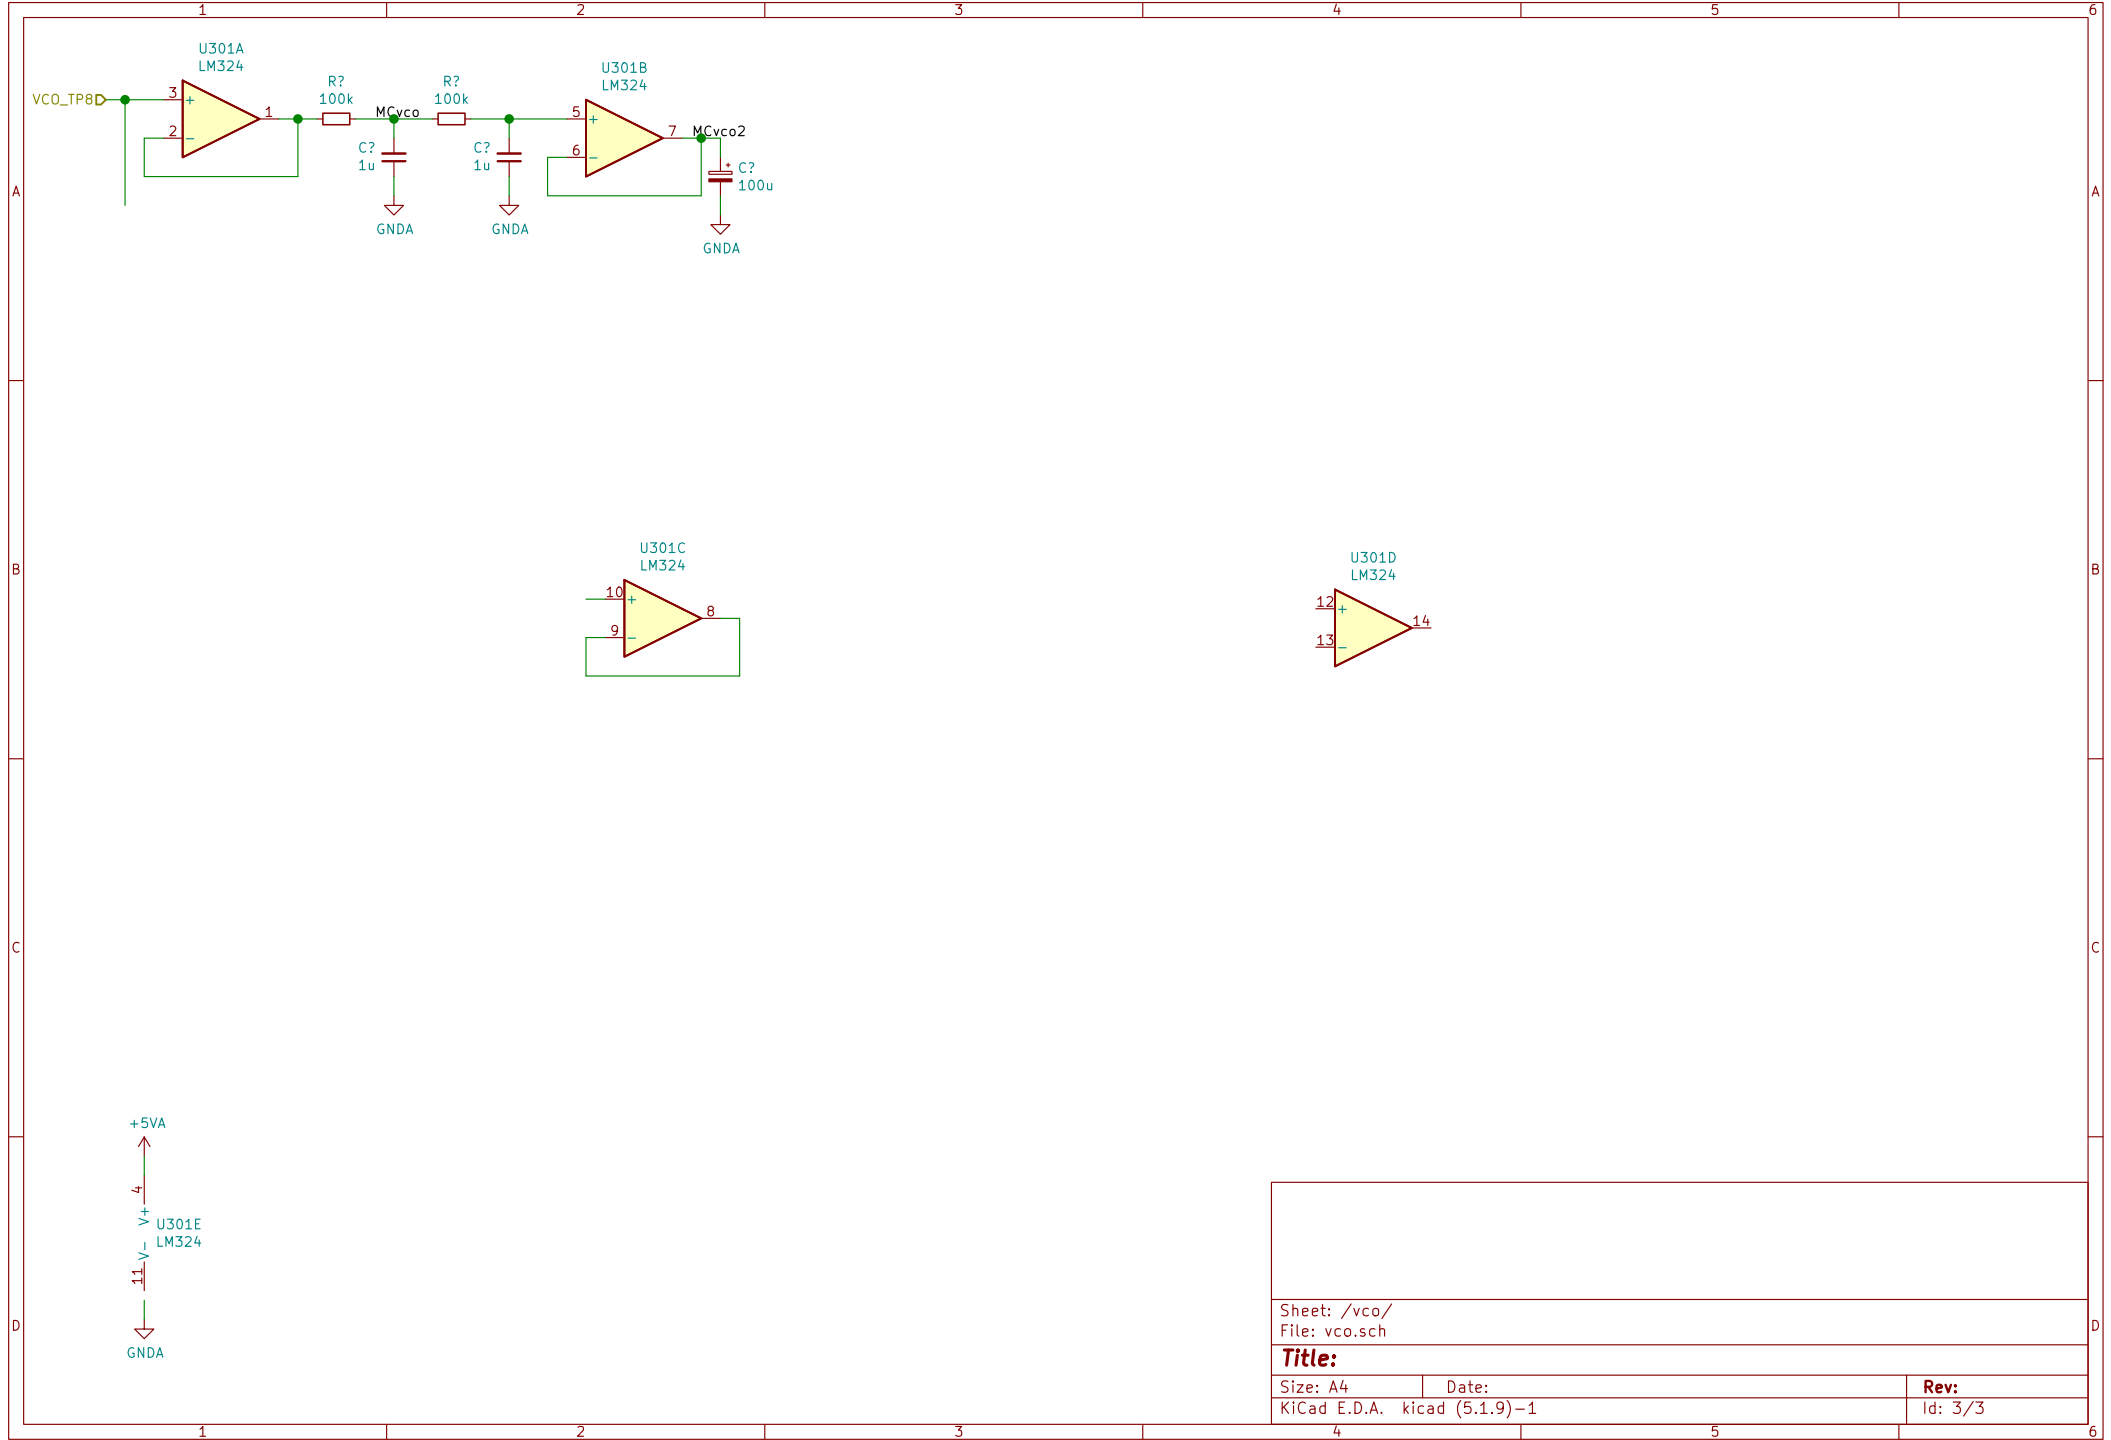 1 2 3 4 5 6
U301A
LM324
VCO_TP8
3
+
2
−
1
R?
100k
MCvco
R?
100k
C?
1u
GNDA
C?
1u
GNDA
U301B
LM324
5
+
6
−
7
MCvco2
+
C?
100u
GNDA
A A
U301C
LM324
10
+
9
−
8
B B
U301D
LM324
12
+
13
−
14
C C
+5VA
4
V+
U301E
LM324
V-
11
GNDA
D D
Sheet: /vco/
File: vco.sch
Title:
Size: A4 Date: Rev:
KiCad E.D.A. kicad (5.1.9)-1 Id: 3/3
1 2 3 4 5 6